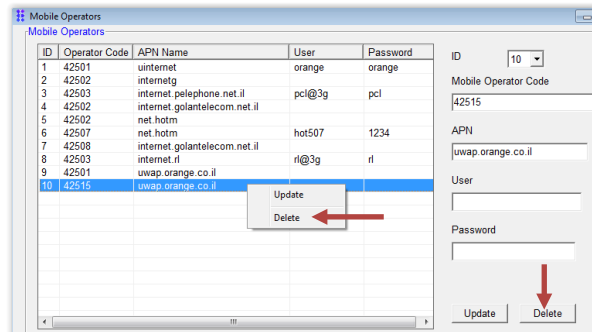 Mobile Operators
Mobile Operators
ID Operator Code APN Name User Password
1 42501 uinternet orange orange
2 42502 internetg
3 42503 internet.pelephone.net.il pcl@3g pcl
4 42502 internet.golantelecom.net.il
5 42502 net.hotm
6 42507 net.hotm hot507 1234
7 42508 internet.golantelecom.net.il
8 42503 internet.rl rl@3g rl
9 42501 uwap.orange.co.il
10 42515 uwap.orange.co.il
Update
Delete
ID 10
Mobile Operator Code
42515
APN
uwap.orange.co.il
User
Password
Update Delete